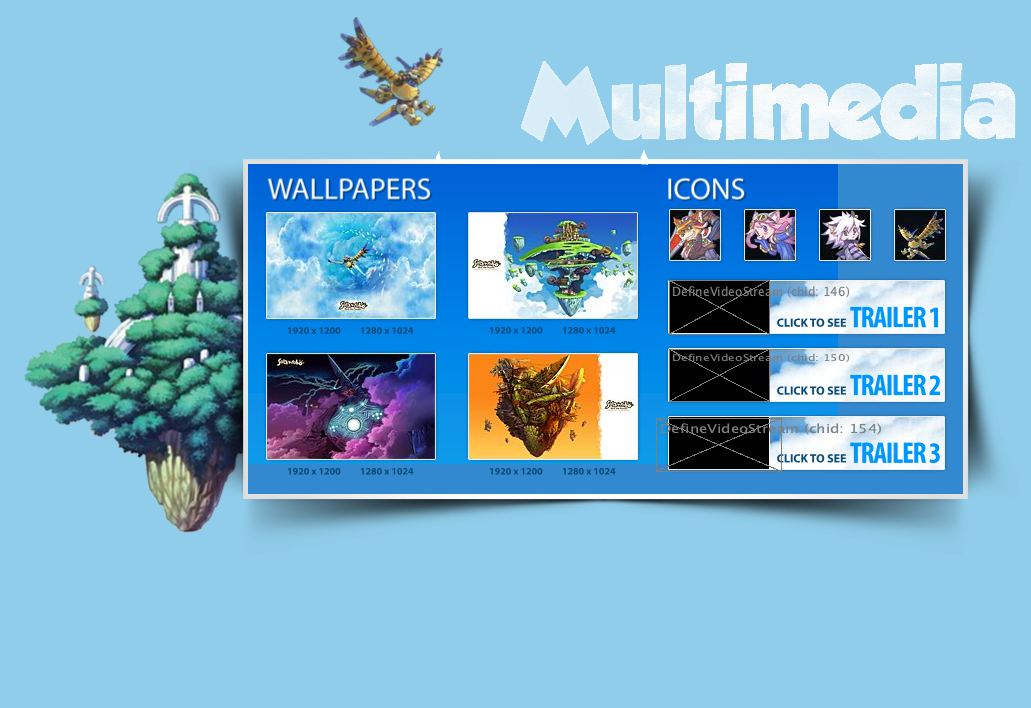 Multimedia
WALLPAPERS
1920 x 1200 1280 x 1024
1920 x 1200 1280 x 1024
1920 x 1200 1280 x 1024
1920 x 1200 1280 x 1024
ICONS
DefineVideoStream (chid: 146)
CLICK TO SEE TRAILER 1
DefineVideoStream (chid: 150)
CLICK TO SEE TRAILER 2
DefineVideoStream (chid: 154)
CLICK TO SEE TRAILER 3